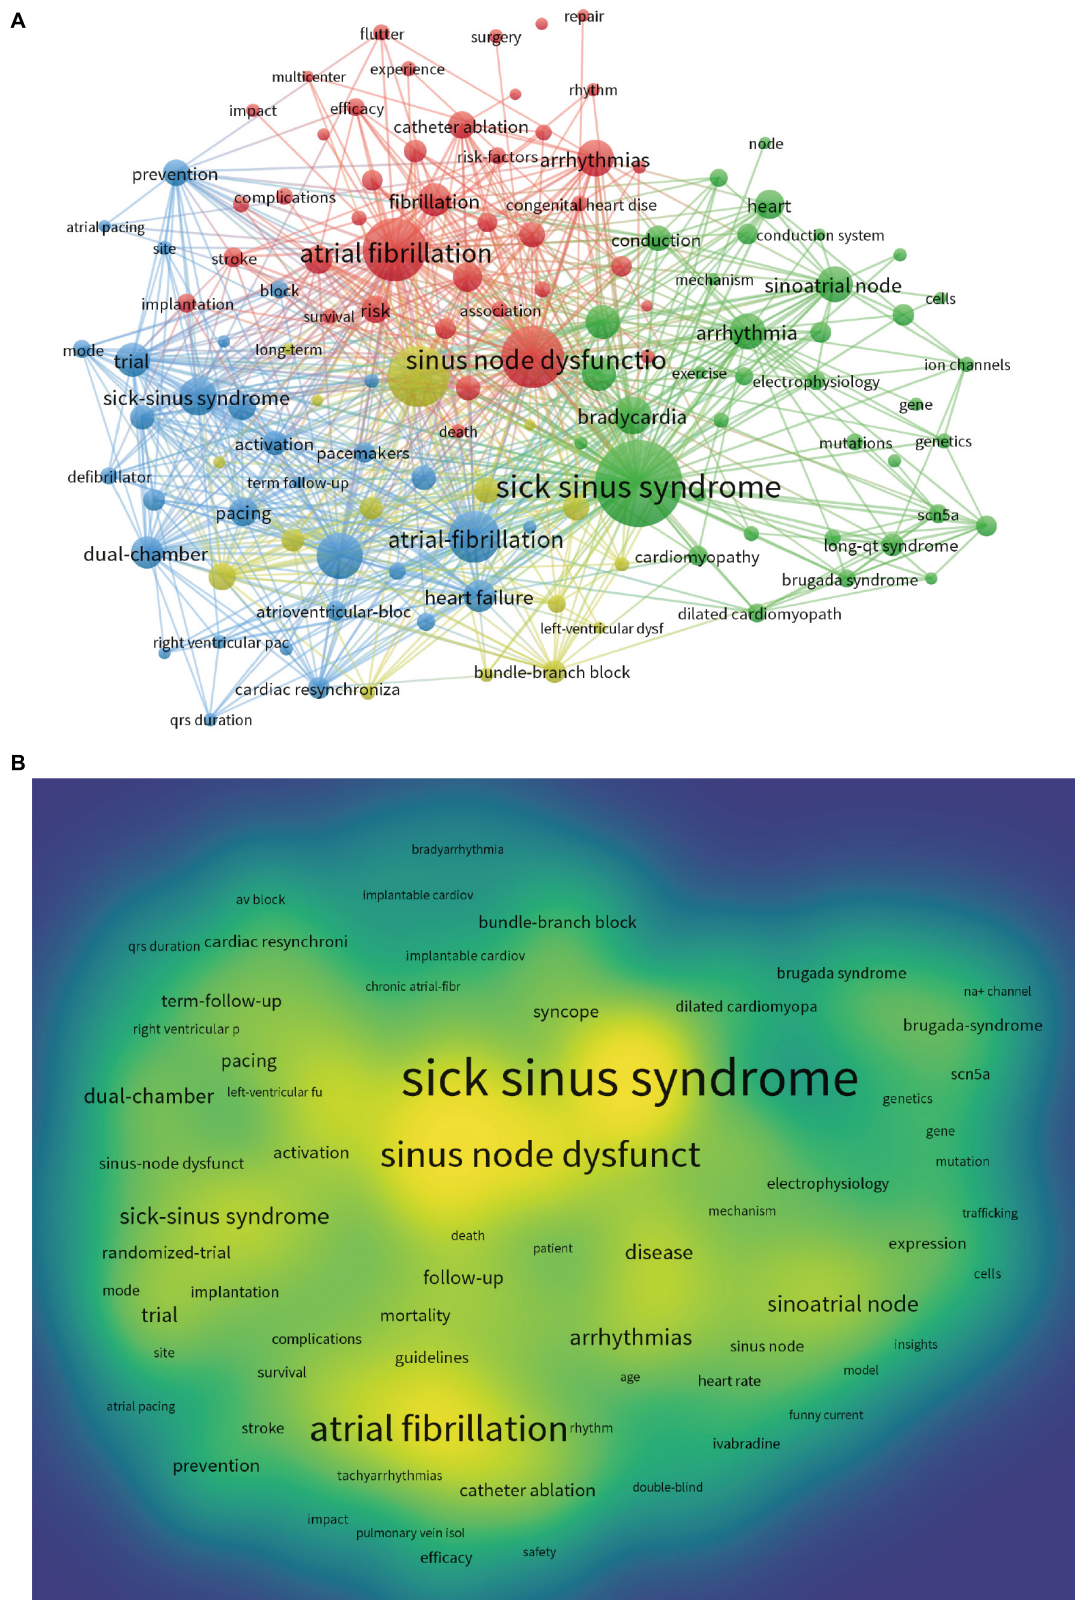 A
repair
flutter
surgery
multicenter
experience
rhythm
impact
efficacy
catheter ablation
node
risk-factors
arrhythmias
prevention
complications
fibrillation
congenital heart dise
heart
atrial pacing
site
conduction
conduction system
stroke
atrial fibrillation
mechanism
sinoatrial node
block
implantation
survival
risk
association
cells
arrhythmia
mode
trial
long-term
sinus node dysfunctio
exercise
electrophysiology
ion channels
sick-sinus syndrome
bradycardia
gene
death
activation
pacemakers
mutations
genetics
defibrillator
term follow-up
sick sinus syndrome
pacing
scn5a
dual-chamber
atrial-fibrillation
cardiomyopathy
long-qt syndrome
brugada syndrome
heart failure
atrioventricular-bloc
dilated cardiomyopath
left-ventricular dysf
right ventricular pac
bundle-branch block
cardiac resynchroniza
qrs duration
B
bradyarrhythmia
av block
implantable cardiov
bundle-branch block
qrs duration
cardiac resynchroni
implantable cardiov
brugada syndrome
chronic atrial-fibr
na+ channel
term-follow-up
syncope
dilated cardiomyopa
right ventricular p
brugada-syndrome
pacing
sick sinus syndrome
scn5a
dual-chamber
left-ventricular fu
genetics
gene
activation
sinus node dysfunct
sinus-node dysfunct
mutation
electrophysiology
sick-sinus syndrome
mechanism
trafficking
death
randomized-trial
patient
disease
expression
follow-up
cells
mode
implantation
trial
mortality
sinoatrial node
complications
arrhythmias
sinus node
insights
site
guidelines
survival
age
heart rate
model
atrial pacing
funny current
stroke
atrial fibrillation
rhythm
ivabradine
prevention
tachyarrhythmias
catheter ablation
double-blind
impact
pulmonary vein isol
efficacy
safety